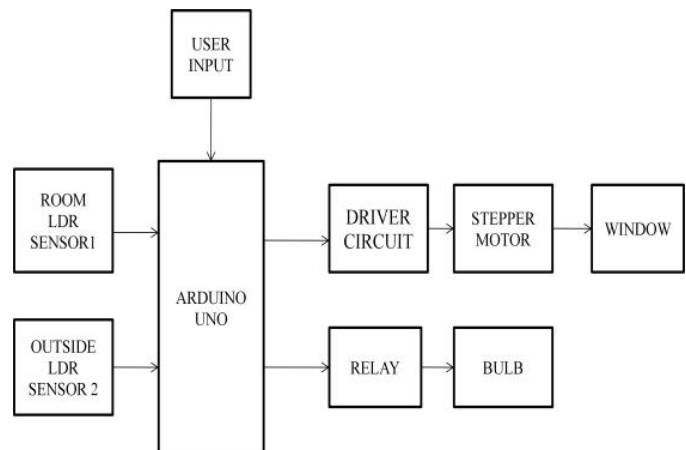 USER
INPUT
ROOM
LDR
SENSOR1
DRIVER
CIRCUIT
STEPPER
MOTOR
WINDOW
ARDUINO
UNO
OUTSIDE
LDR
SENSOR 2
RELAY
BULB